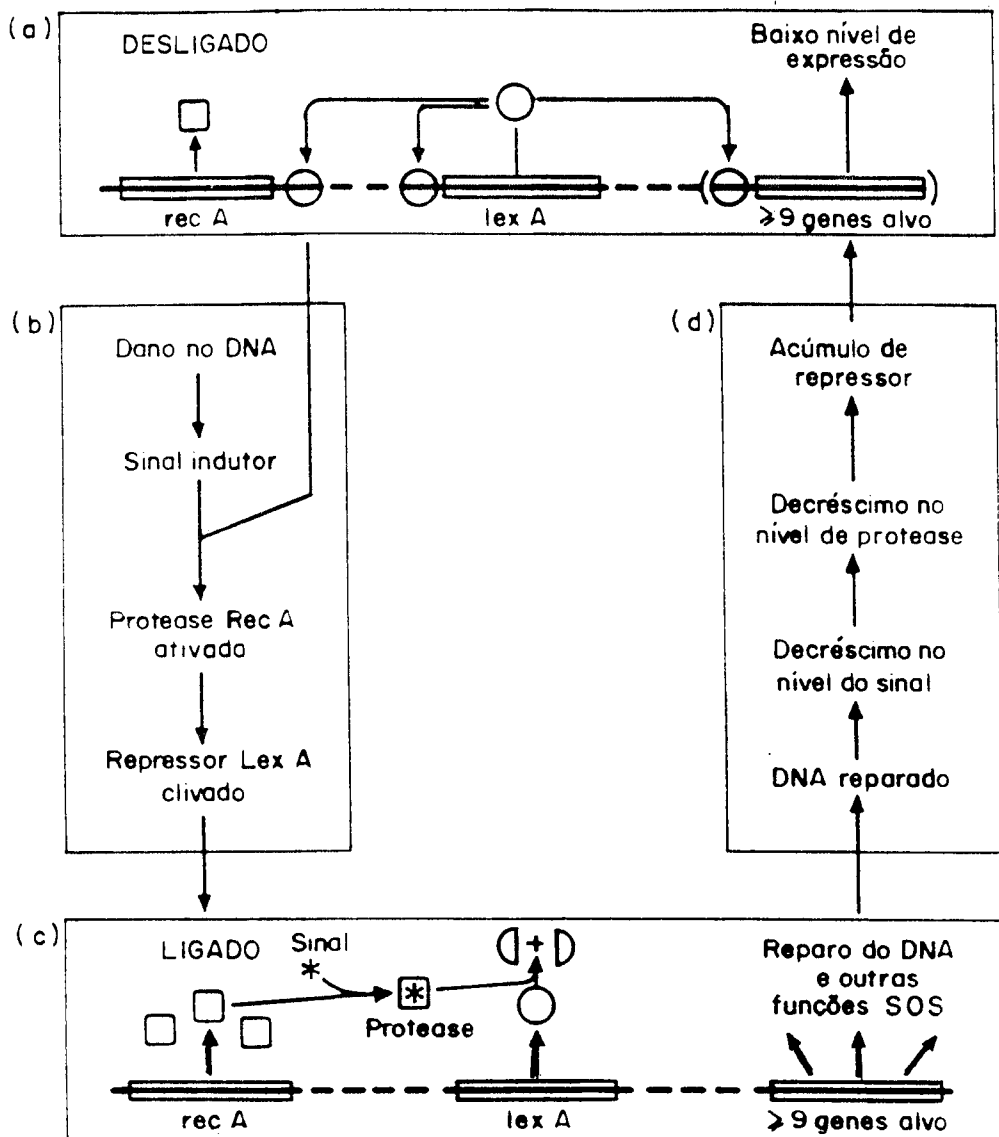 (a)
DESLIGADO
Baixo nível de
expressão
rec A
lex A
⩾9 genes alvo
(b)
Dano no DNA
Sinal indutor
Protease Rec A
ativada
Repressor Lex A
clivado
(d)
Acúmulo de
repressor
Decréscimo no
nível de protease
Decréscimo no
nível do sinal
DNA reparado
(c)
LIGADO
Sinal
*
*
Protease
+
Reparo do DNA
e outras
funções SOS
rec A
lex A
⩾9 genes alvo